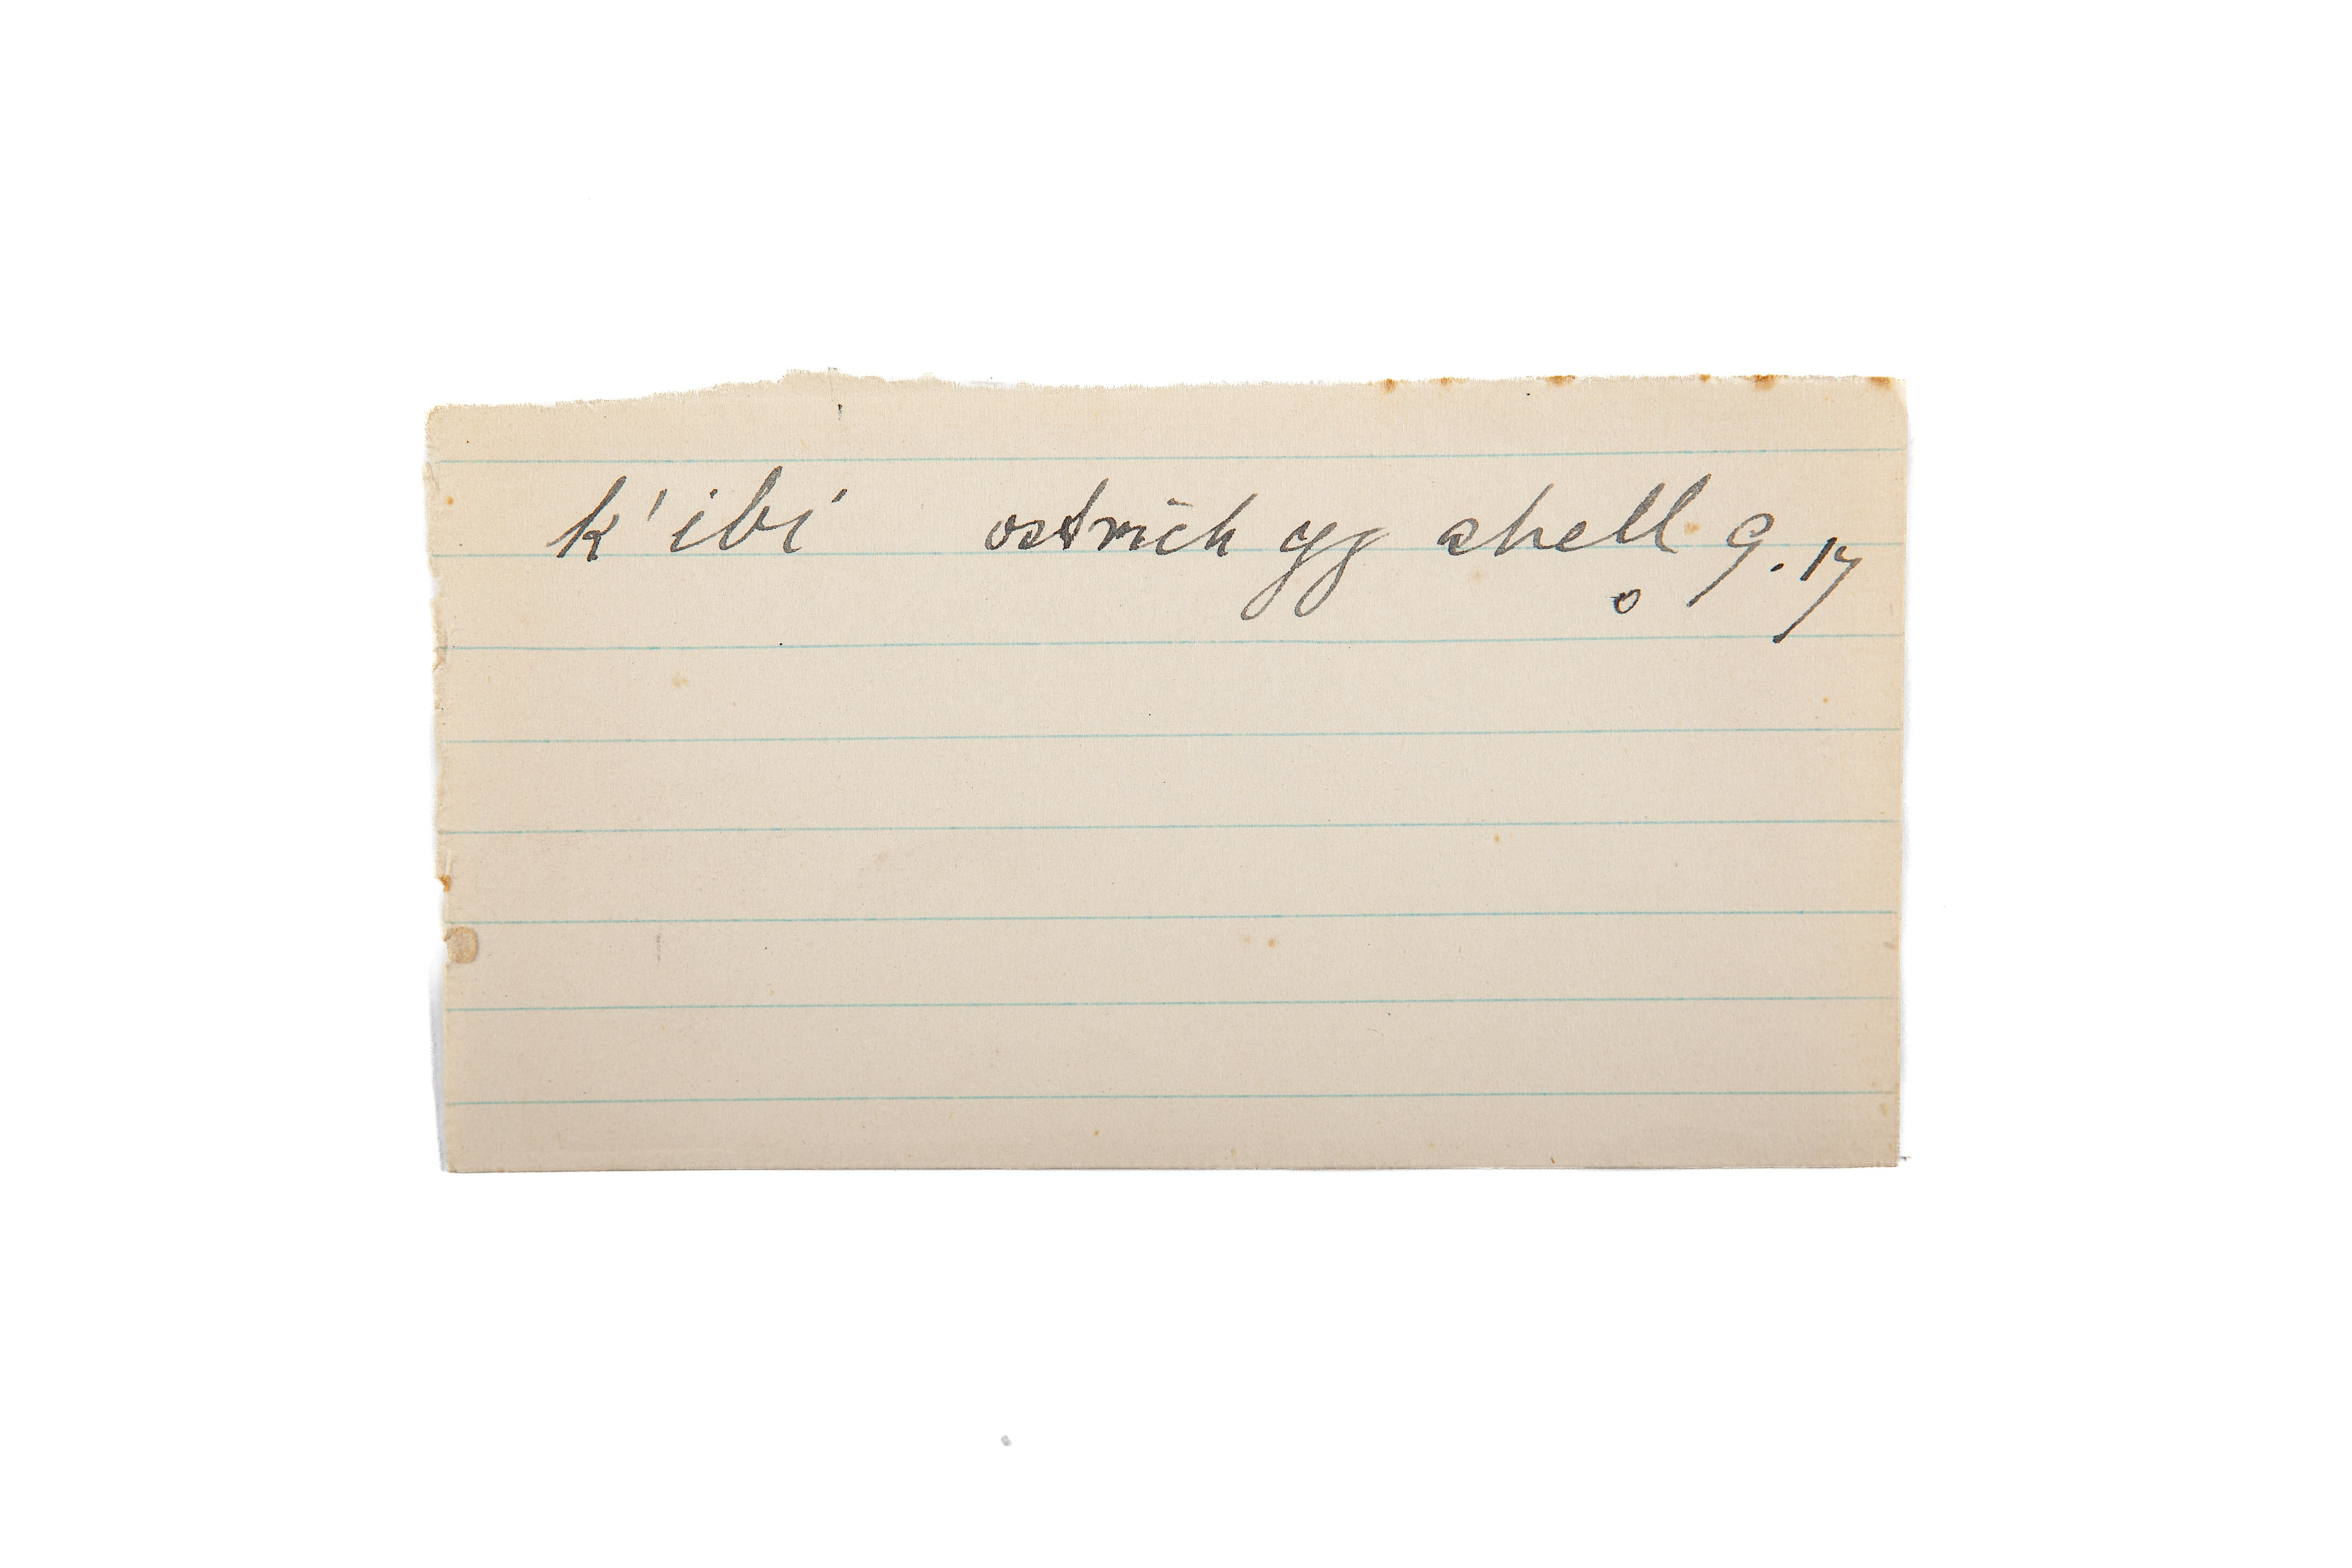 k'ibi ostrich egg shell 9.17
o